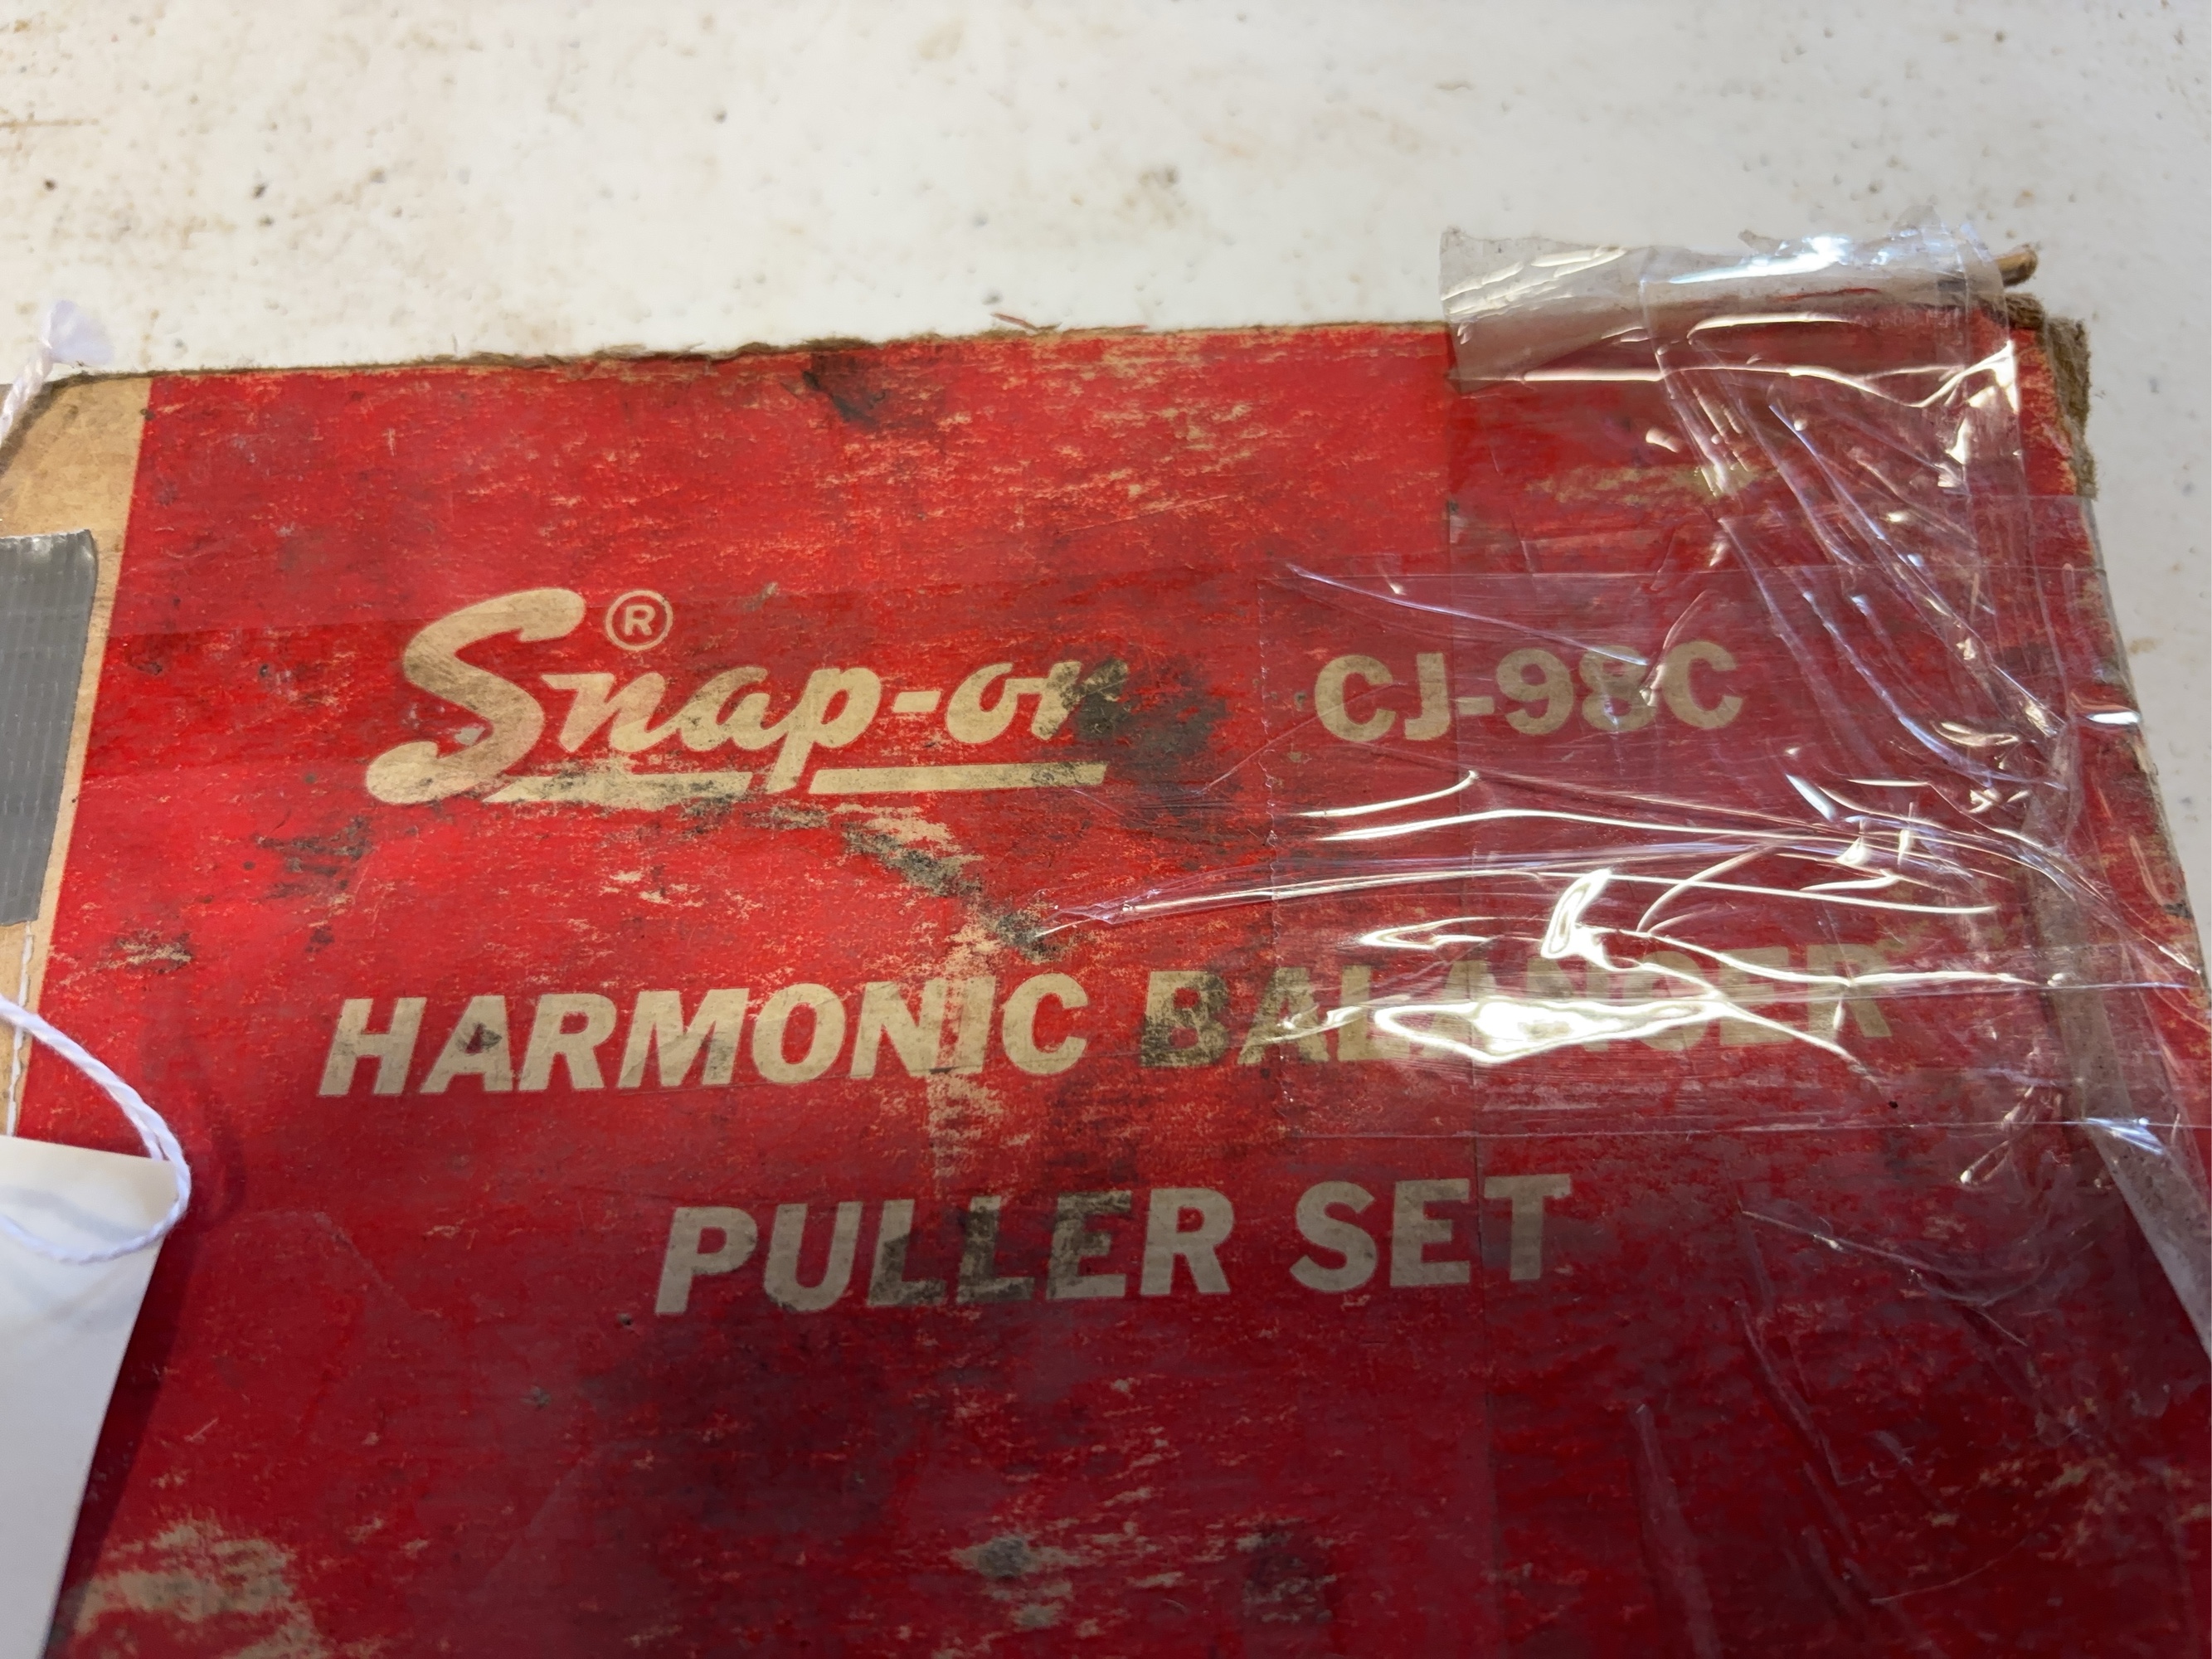 Snap-on ® CJ-98C
HARMONIC BALANCER
PULLER SET